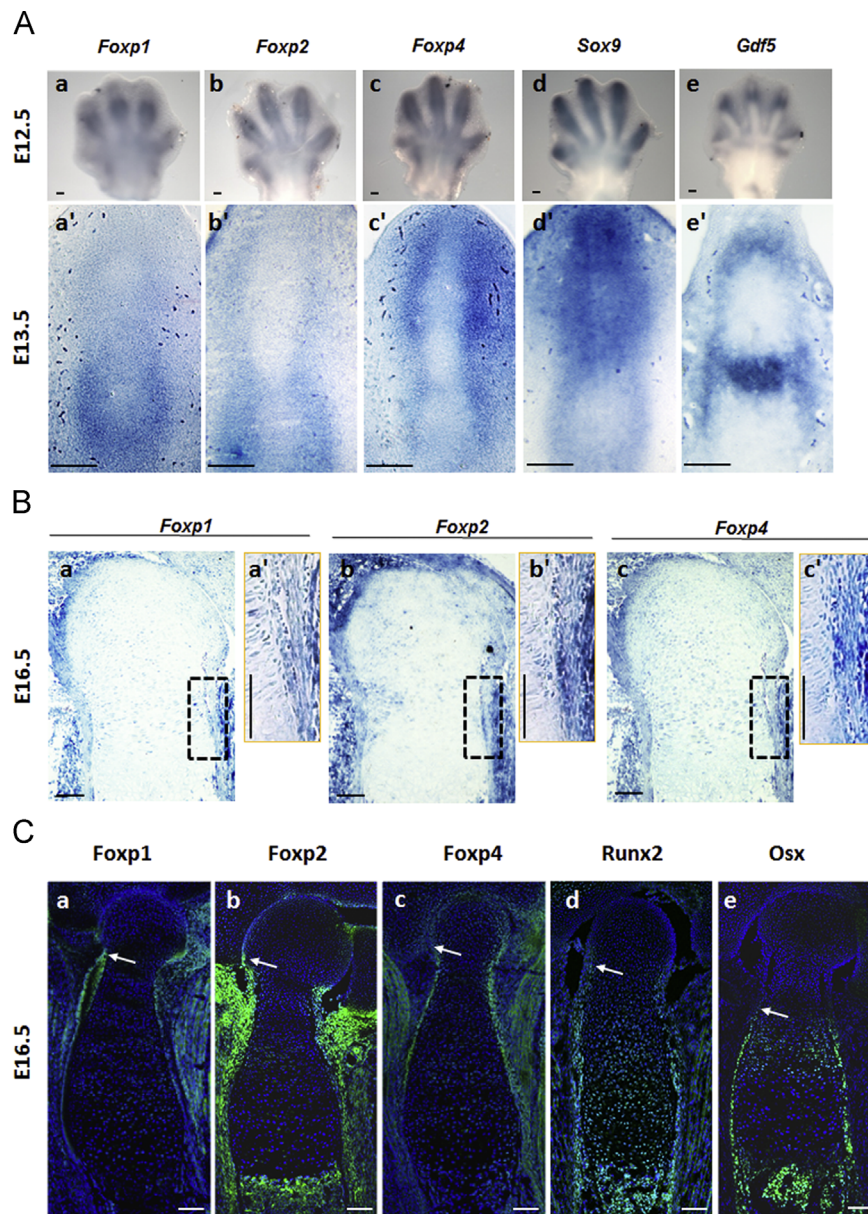 A
Foxp1 Foxp2 Foxp4 Sox9 Gdf5
E12.5
a b c d e
E13.5
a' b' c' d' e'
B
Foxp1 Foxp2 Foxp4
E16.5
a a' b b' c c'
C
Foxp1 Foxp2 Foxp4 Runx2 Osx
E16.5
a b c d e